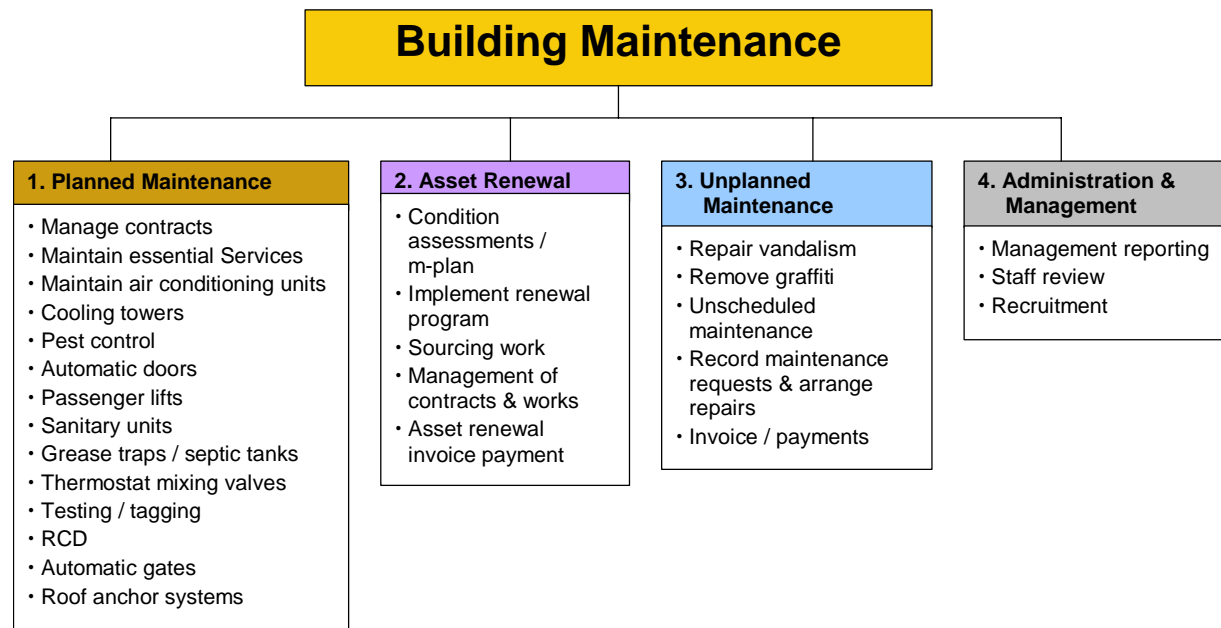 Building Maintenance
1. Planned Maintenance
• Manage contracts
• Maintain essential Services
• Maintain air conditioning units
• Cooling towers
• Pest control
• Automatic doors
• Passenger lifts
• Sanitary units
• Grease traps / septic tanks
• Thermostat mixing valves
• Testing / tagging
• RCD
• Automatic gates
• Roof anchor systems
2. Asset Renewal
• Condition
assessments /
m-plan
• Implement renewal
program
• Sourcing work
• Management of
contracts & works
• Asset renewal
invoice payment
3. Unplanned
Maintenance
• Repair vandalism
• Remove graffiti
• Unscheduled
maintenance
• Record maintenance
requests & arrange
repairs
• Invoice / payments
4. Administration &
Management
• Management reporting
• Staff review
• Recruitment